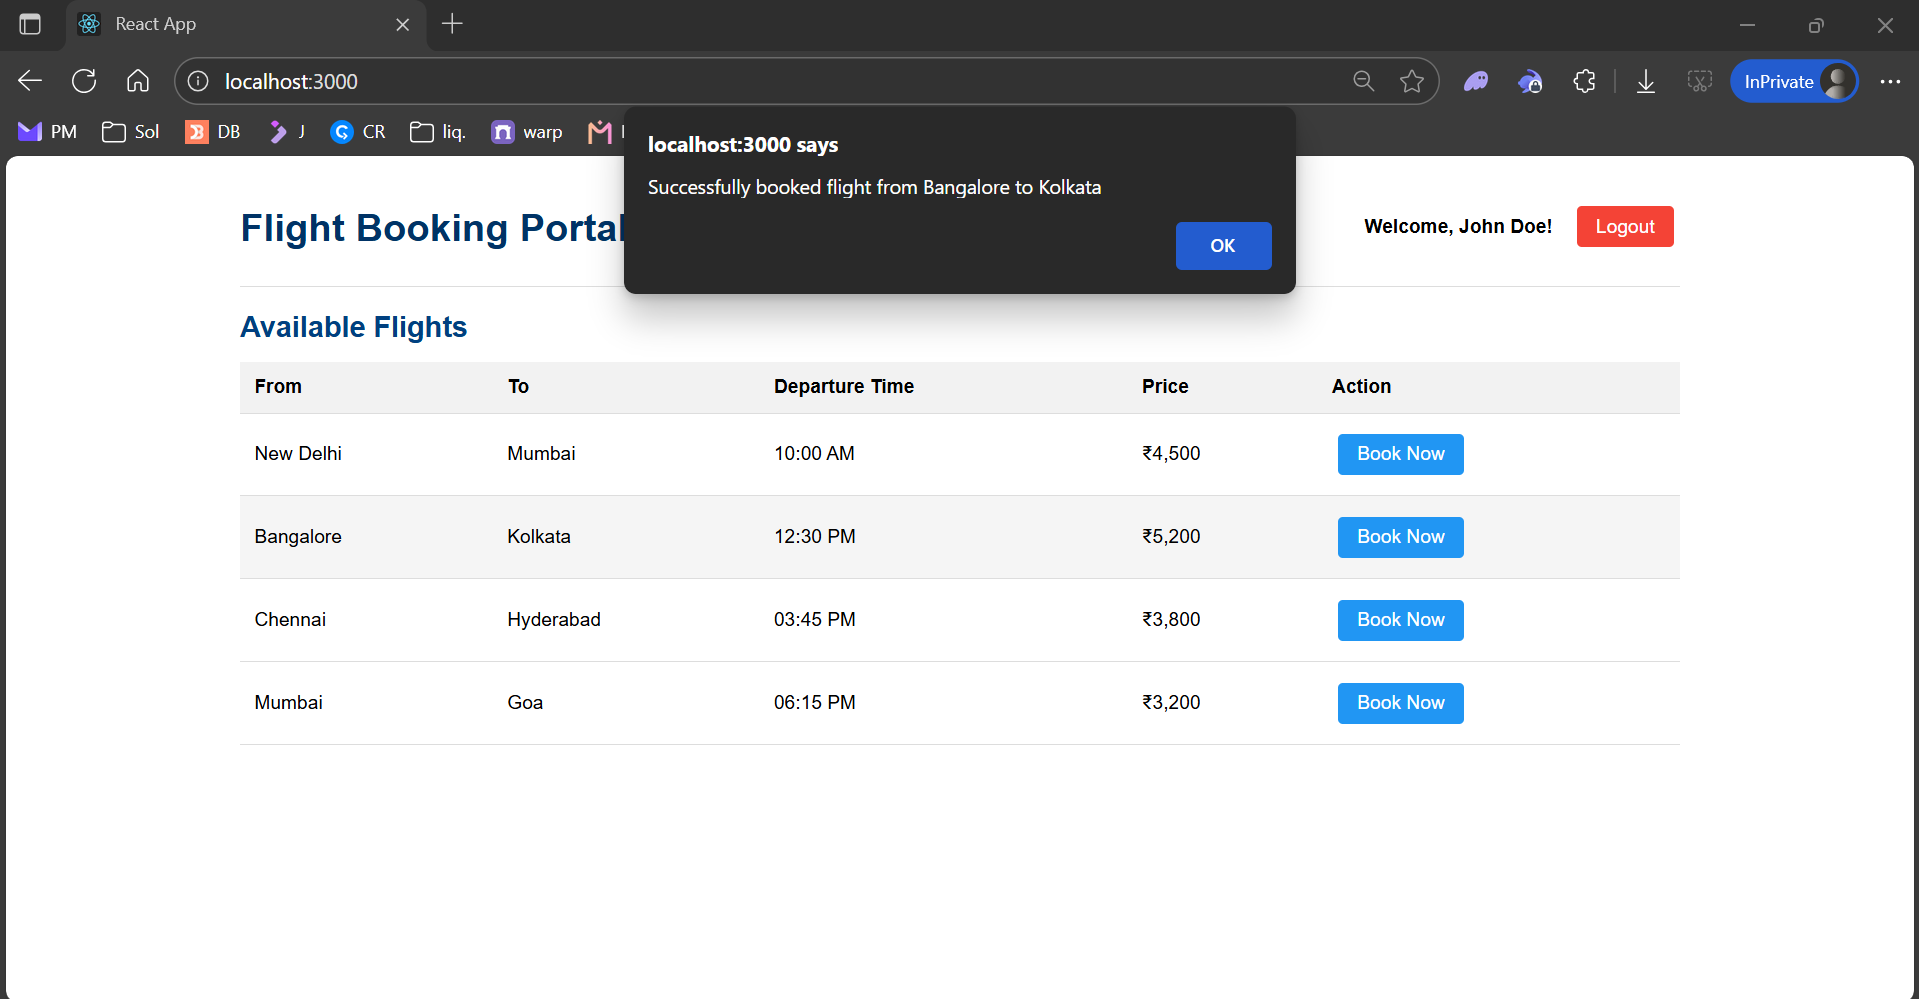 React App
localhost:3000
InPrivate
PM Sol DB J CR liq. warp
localhost:3000 says
Successfully booked flight from Bangalore to Kolkata
OK
Flight Booking Portal
Welcome, John Doe! Logout
Available Flights
From To Departure Time Price Action
New Delhi Mumbai 10:00 AM ₹4,500 Book Now
Bangalore Kolkata 12:30 PM ₹5,200 Book Now
Chennai Hyderabad 03:45 PM ₹3,800 Book Now
Mumbai Goa 06:15 PM ₹3,200 Book Now